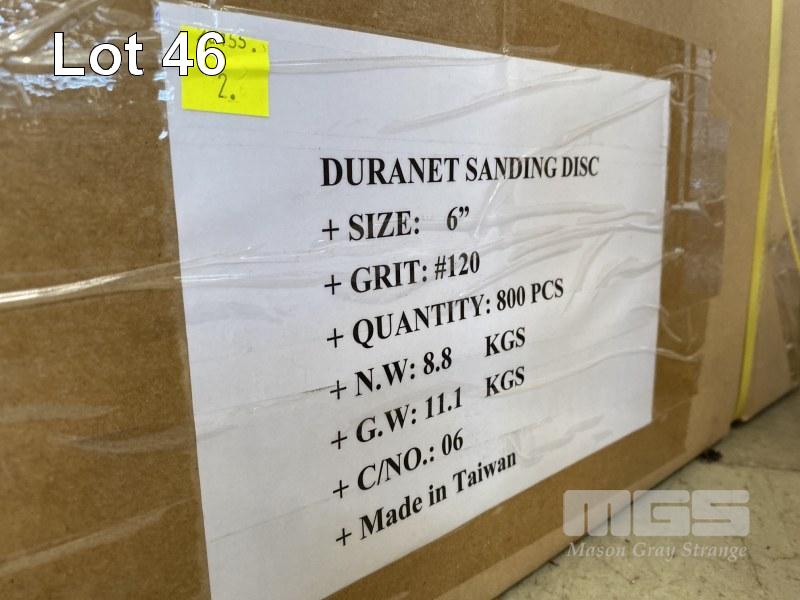 Lot 46
2.
DURANET SANDING DISC
+ SIZE: 6”
+ GRIT: #120
+ QUANTITY: 800 PCS
+ N.W: 8.8 KGS
+ G.W: 11.1 KGS
+ C/NO.: 06
+ Made in Taiwan
MGS
Mason Gray Strange